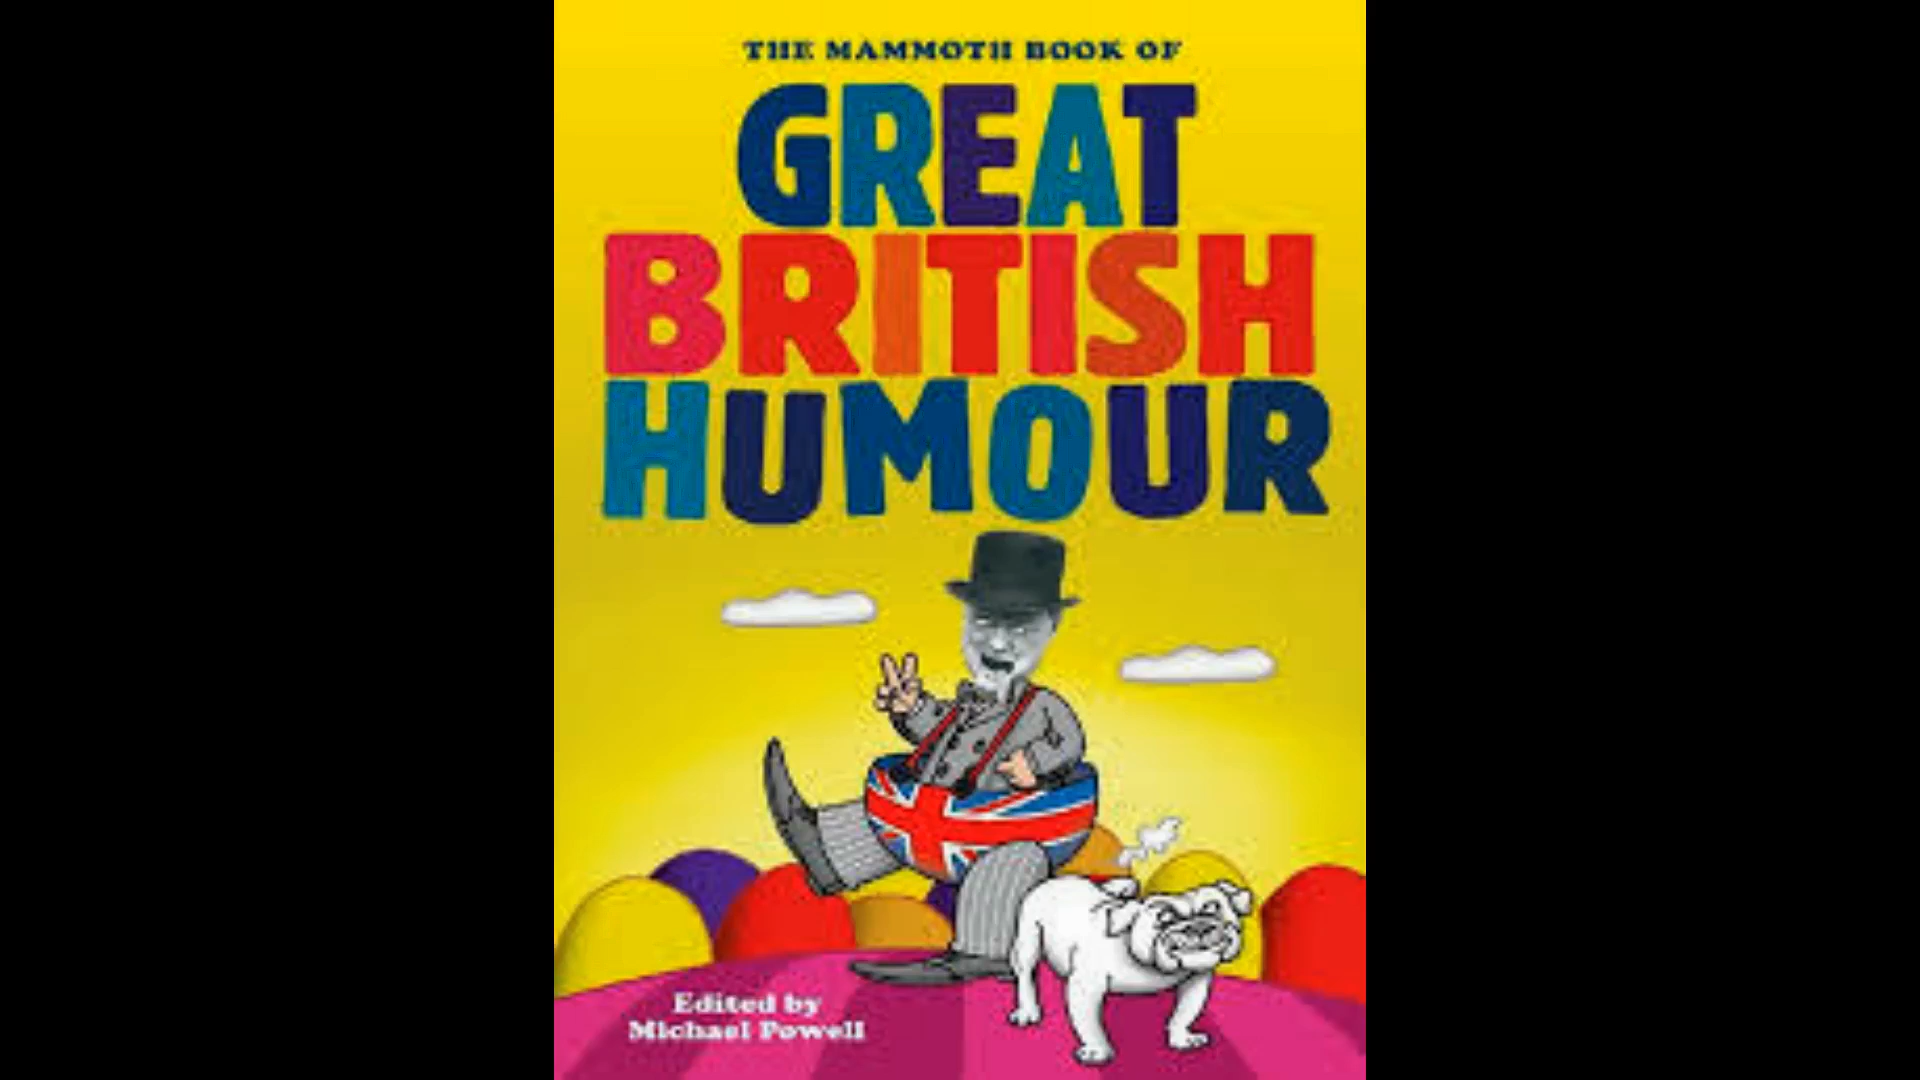 THE MAMMOTH BOOK OF
GREAT
BRITISH
HUMOUR
Edited by
Michael Powell